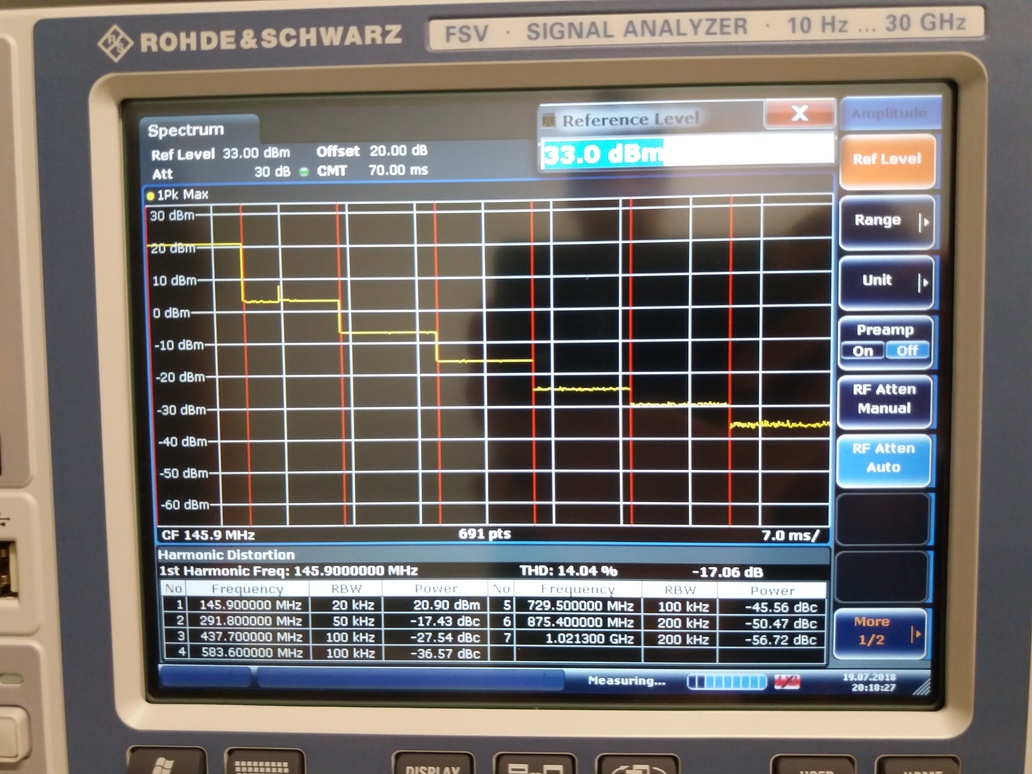 ROHDE&SCHWARZ
FSV · SIGNAL ANALYZER · 10 Hz ... 30 GHz
Spectrum
Reference Level
X
33.0 dBm
Amplitude
Ref Level 33.00 dBm Offset 20.00 dB
Att 30 dB CMT 70.00 ms
1Pk Max
30 dBm
20 dBm
10 dBm
0 dBm
-10 dBm
-20 dBm
-30 dBm
-40 dBm
-50 dBm
-60 dBm
CF 145.9 MHz 691 pts 7.0 ms/
Harmonic Distortion
1st Harmonic Freq: 145.9000000 MHz THD: 14.04 % -17.06 dB
No Frequency RBW Power No Frequency RBW Power
1 145.900000 MHz 20 kHz 20.90 dBm 5 729.500000 MHz 100 kHz -45.56 dBc
2 291.800000 MHz 50 kHz -17.43 dBc 6 875.400000 MHz 200 kHz -50.47 dBc
3 437.700000 MHz 100 kHz -27.54 dBc 7 1.021300 GHz 200 kHz -56.72 dBc
4 583.600000 MHz 100 kHz -36.57 dBc
Measuring...
19.07.2018
20:18:27
Ref Level
Range
Unit
Preamp
On Off
RF Atten
Manual
RF Atten
Auto
More
1/2
DISPLAY